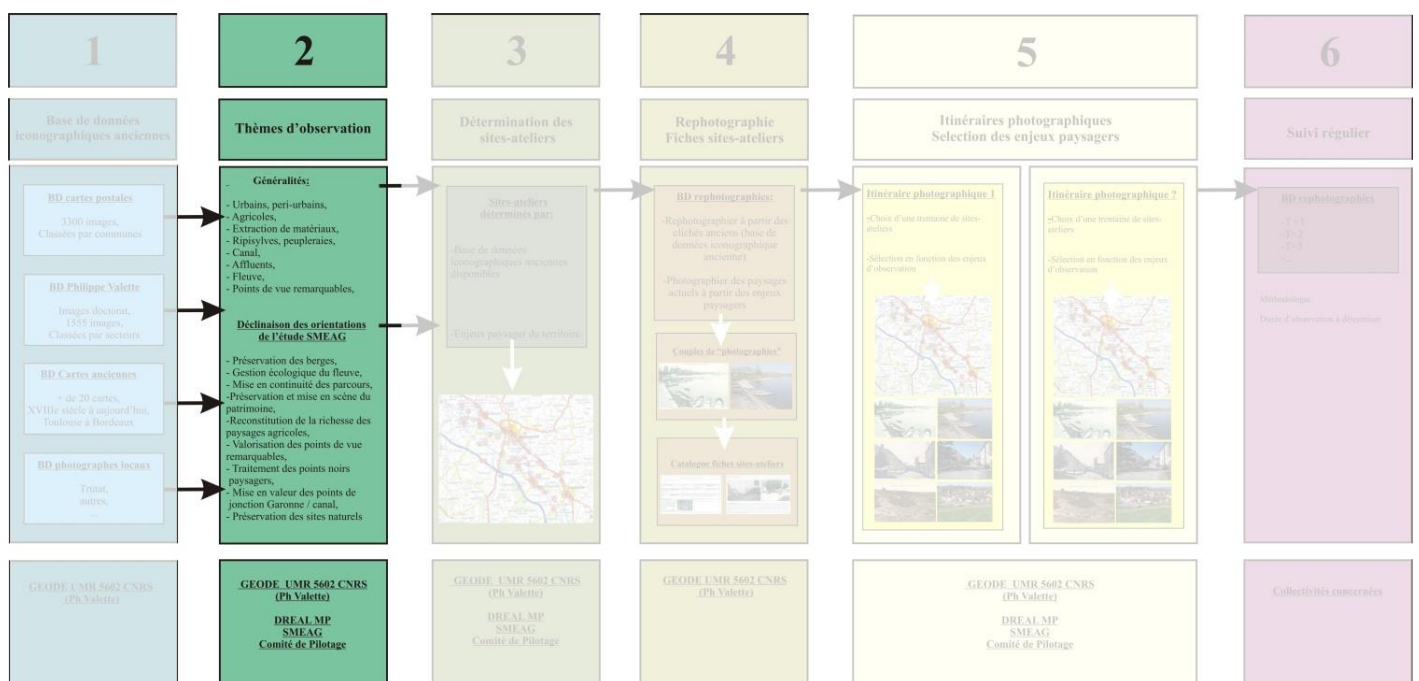 1
2
3
4
5
6
Base de données
iconographiques anciennes
Thèmes d'observation
Détermination des
sites-ateliers
Rephotographie
Fiches sites-ateliers
Itinéraires photographiques
Selection des enjeux paysagers
Suivi régulier
BD cartes postales
3300 images,
Classées par communes
BD Philippe Valette
Images doctorat,
1555 images,
Classées par secteurs
BD Cartes anciennes
+ de 20 cartes,
XVIIIe siècle à aujourd'hui,
Toulouse à Bordeaux
BD photographes locaux
Trutat,
autres,
...
Généralités:
- Urbains, peri-urbains,
- Agricoles,
- Extraction de matériaux,
- Ripisylves, peupleraies,
- Canal,
- Affluents,
- Fleuve,
- Points de vue remarquables,
Déclinaison des orientations
de l'étude SMEAG
- Préservation des berges,
- Gestion écologique du fleuve,
- Mise en continuité des parcours,
-Préservation et mise en scène du
patrimoine,
-Reconstitution de la richesse des
paysages agricoles,
- Valorisation des points de vue
remarquables,
- Traitement des points noirs
paysagers,
- Mise en valeur des points de
jonction Garonne / canal,
- Préservation des sites naturels
Sites-ateliers
déterminés par:
-Base de données
iconographiques anciennes
disponibles
-Enjeux paysager du territoire
BD rephotographies:
-Rephotographier à partir des
clichés anciens (base de
données iconographique
ancienne)
-Photographier des paysages
actuels à partir des enjeux
paysagers
Couples de "photographies"
Catalogue fiches sites-ateliers
Itinéraire photographique 1
-Choix d'une trentaine de sites-
ateliers
-Sélection en fonction des enjeux
d'observation
Itinéraire photographique ?
-Choix d'une trentaine de sites-
ateliers
-Sélection en fonction des enjeux
d'observation
BD rephotographies
-T + 1
-T+2
-T+3
Méthodologie
Durée d'observation à déterminer
GEODE UMR 5602 CNRS
(Ph Valette)
GEODE UMR 5602 CNRS
(Ph Valette)
DREAL MP
SMEAG
Comité de Pilotage
GEODE UMR 5602 CNRS
(Ph Valette)
DREAL MP
SMEAG
Comité de Pilotage
GEODE UMR 5602 CNRS
(Ph Valette)
GEODE UMR 5602 CNRS
(Ph Valette)
DREAL MP
SMEAG
Comité de Pilotage
Collectivités concernées